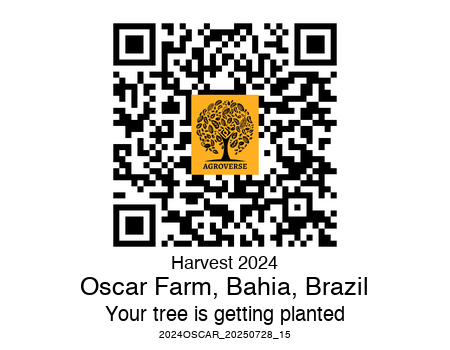 AGROVERSE
Harvest 2024
Oscar Farm, Bahia, Brazil
Your tree is getting planted
2024OSCAR_20250728_15